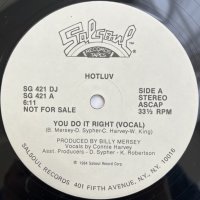 Salsoul
RECORDS
TAPES
HOTLUV
SG 421 DJ
SG 421 A
6:11
NOT FOR SALE
SIDE A
STEREO
ASCAP
33⅓ RPM
YOU DO IT RIGHT (VOCAL)
(B. Mersey-D. Sypher-C. Harvey-W. King)
PRODUCED BY BILLY MERSEY
Vocals by Connie Harvey
Asst. Producers - D. Sypher - K. Robertson
℗ 1984 Salsoul Record Corp.
SALSOUL RECORDS 401 FIFTH AVENUE, N.Y., N.Y. 10016